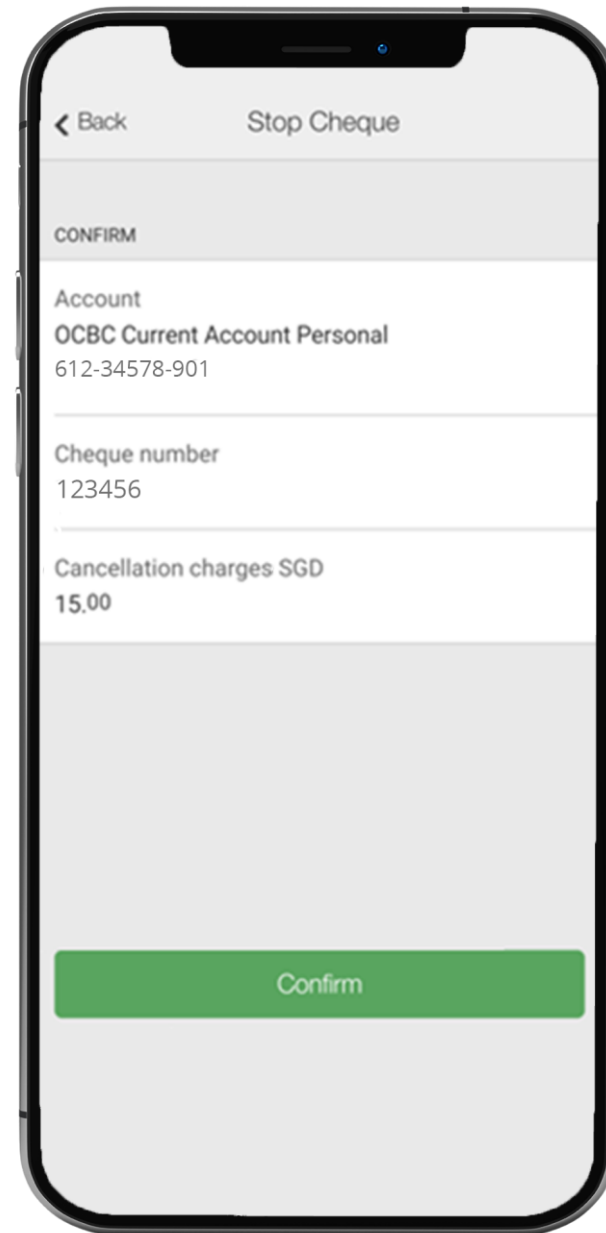 Back
Stop Cheque
CONFIRM
Account
OCBC Current Account Personal
612-34578-901
Cheque number
123456
Cancellation charges SGD
15.00
Confirm